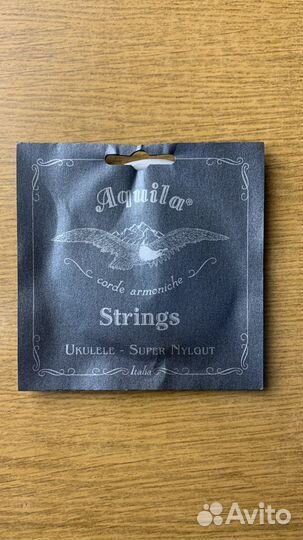 Aquila®
corde armoniche
Strings
UKULELE - SUPER NYLGUT
Italia
Avito